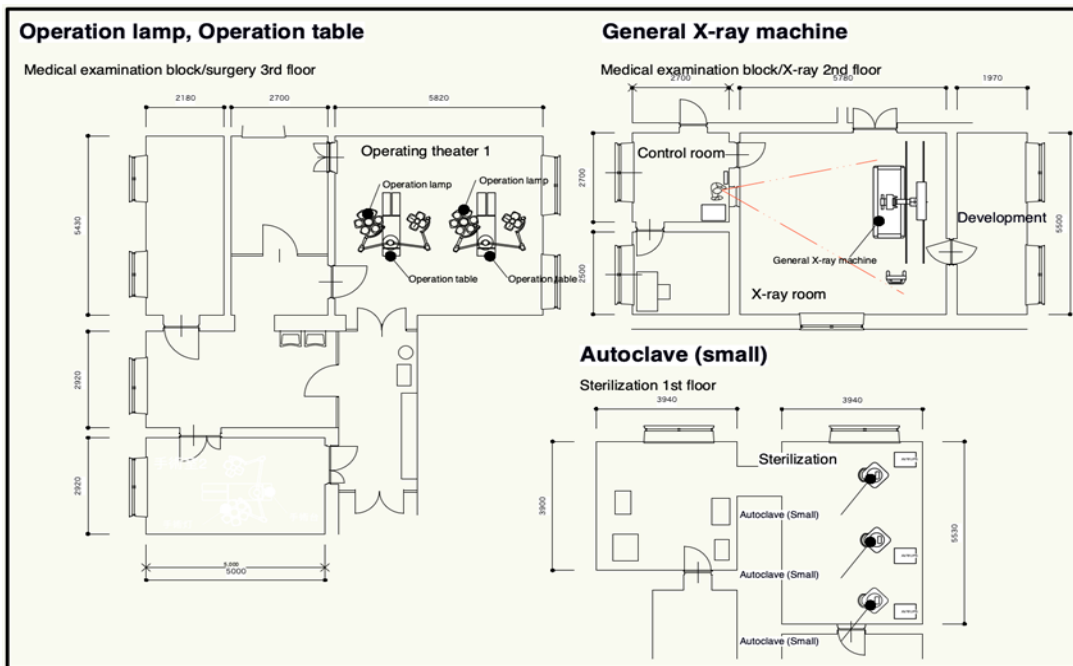 Operation lamp, Operation table
Medical examination block/surgery 3rd floor
2180
2700
5820
5430
2920
2920
Operating theater 1
Operation lamp
Operation lamp
Operation table
Operation table
5,000
5000
General X-ray machine
Medical examination block/X-ray 2nd floor
2700
5780
1970
2700
2500
5500
Control room
Development
General X-ray machine
X-ray room
Autoclave (small)
Sterilization 1st floor
3940
3940
3900
5530
Sterilization
Autoclave (Small)
Autoclave (Small)
Autoclave (Small)